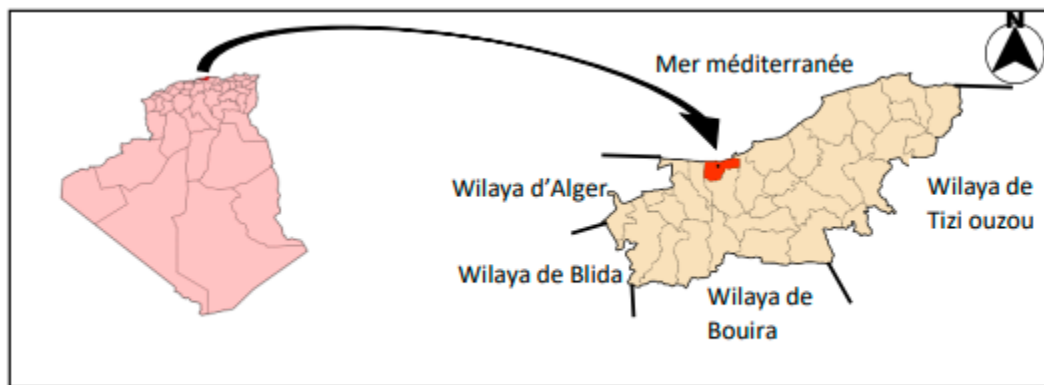 N
Mer méditerranée
Wilaya d'Alger
Wilaya de
Tizi ouzou
Wilaya de Blida
Wilaya de
Bouira